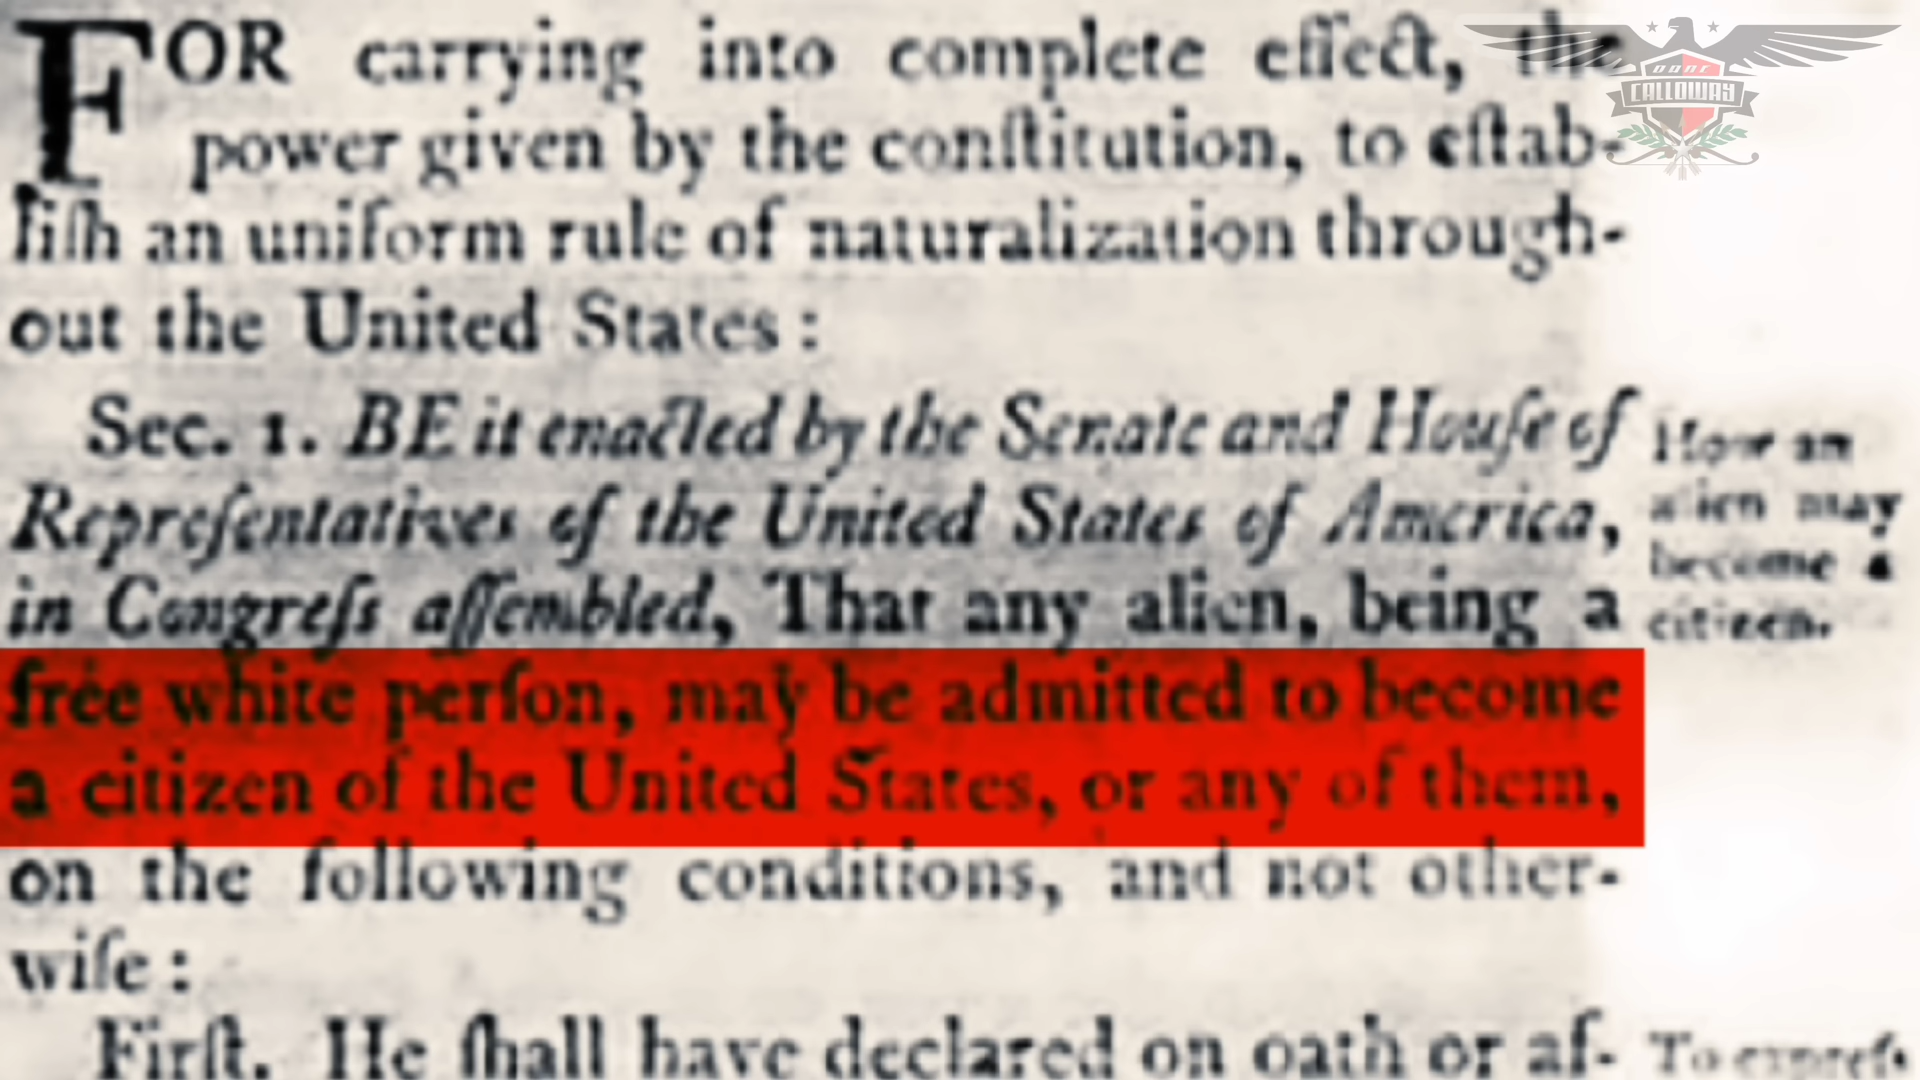 FOR carrying into complete effect, the
power given by the conſtitution, to eſtab-
liſh an uniform rule of naturalization through-
out the United States :
Sec. 1. BE it enacted by the Senate and Houſe of
Repreſentatives of the United States of America,
in Congreſs aſſembled, That any alien, being a
free white perſon, may be admitted to become
a citizen of the United States, or any of them,
on the following conditions, and not other-
wiſe :
Firſt. He ſhall have declared on oath or af-
How an
alien may
become a
citizen.
To expreſs
CALLOWAY